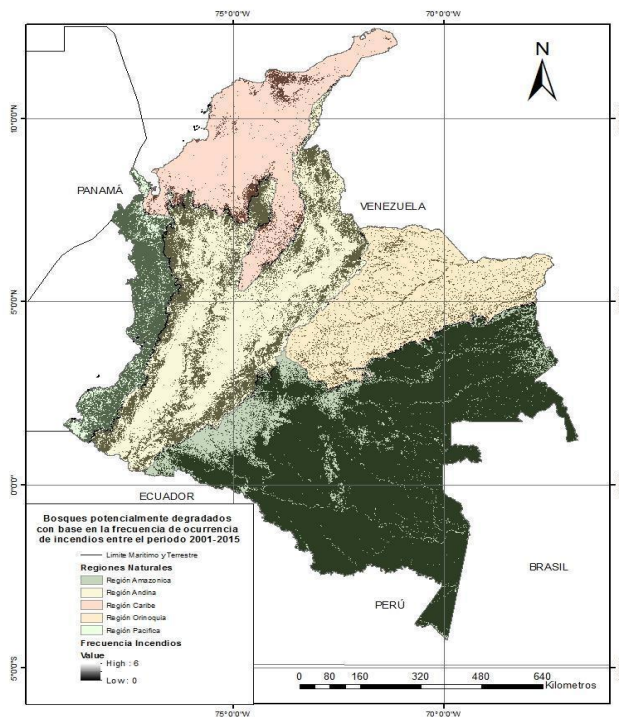 75°0'0"W 70°0'0"W
N
10°0'0"N
PANAMÁ
VENEZUELA
5°0'0"N
0°0'0"
ECUADOR
BRASIL
PERÚ
5°0'0"S
Bosques potencialmente degradados
con base en la frecuencia de ocurrencia
de incendios entre el periodo 2001-2015
Limite Maritimo y Terrestre
Regiones Naturales
Región Amazonica
Región Andina
Región Caribe
Región Orinoquia
Región Pacifica
Frecuencia Incendios
Value
High : 6
Low : 0
0 80 160 320 480 640
Kilometros
75°0'0"W 70°0'0"W